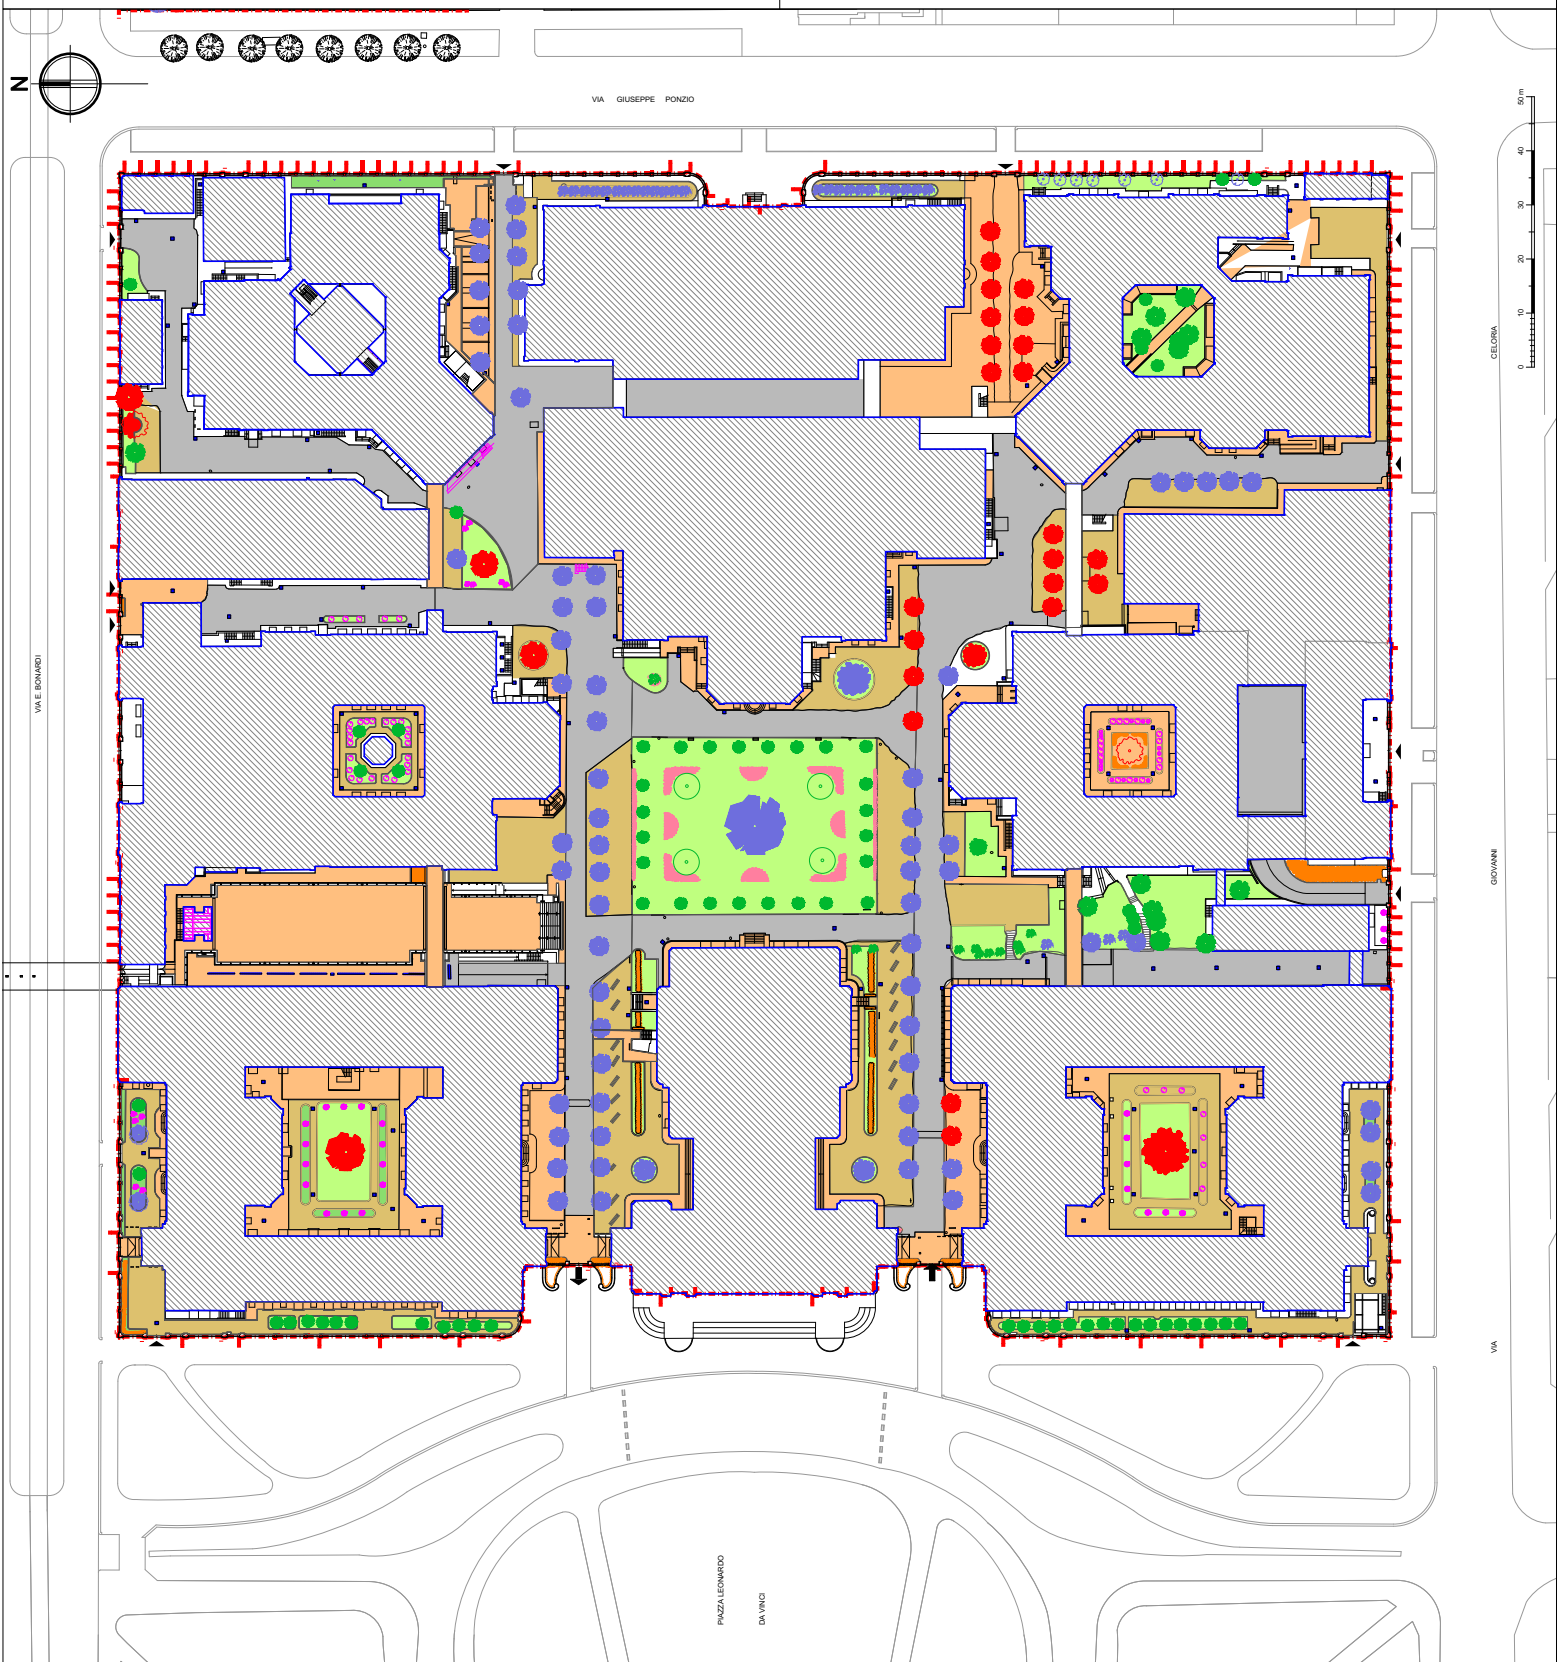 N
VIA GIUSEPPE PONZIO
50 m
40
30
20
10
0
CELORIA
GIOVANNI
VIA
VIA E. BONARDI
PIAZZA LEONARDO
DA VINCI